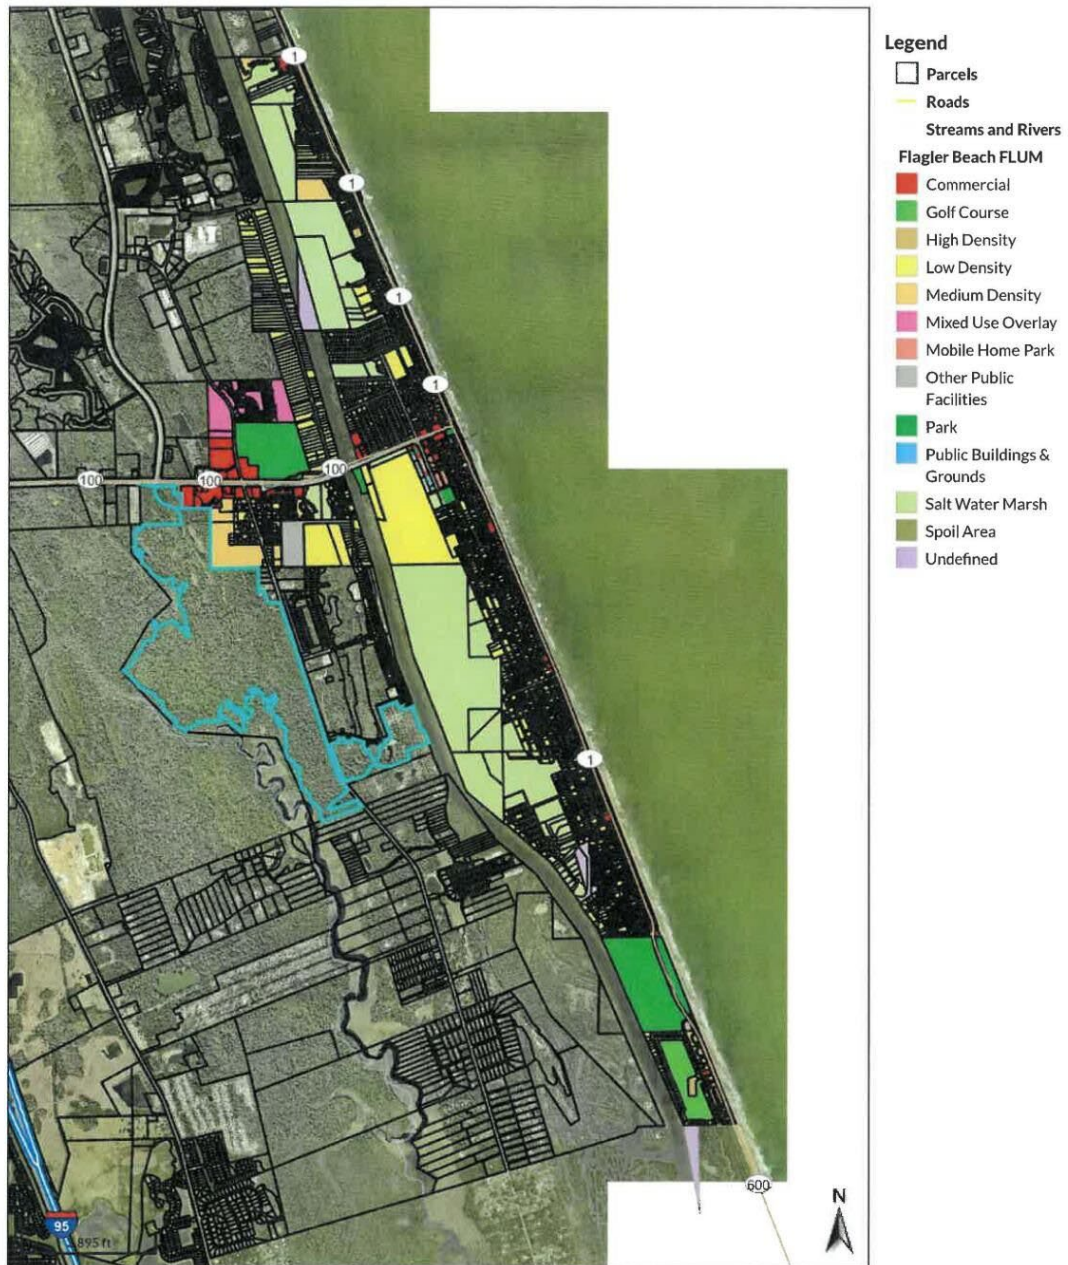 Legend
Parcels
Roads
Streams and Rivers
Flagler Beach FLUM
Commercial
Golf Course
High Density
Low Density
Medium Density
Mixed Use Overlay
Mobile Home Park
Other Public
Facilities
Park
Public Buildings &
Grounds
Salt Water Marsh
Spoil Area
Undefined
1
1
1
1
100
100
100
1
600
N
95
895 ft